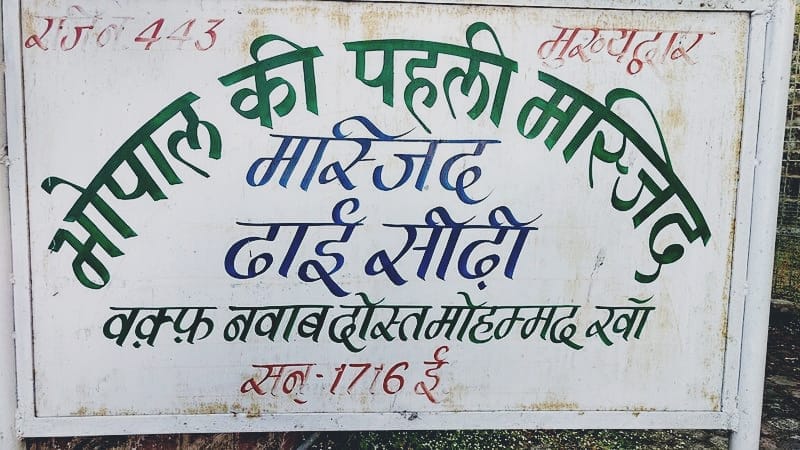 रजि.नं. 443
मुख्यद्वार
भोपाल की पहली मस्जिद
मस्जिद
ढाई सीढ़ी
वक़्फ़ नवाब दोस्त मोहम्मद खाँ
सन्-1716 ई.